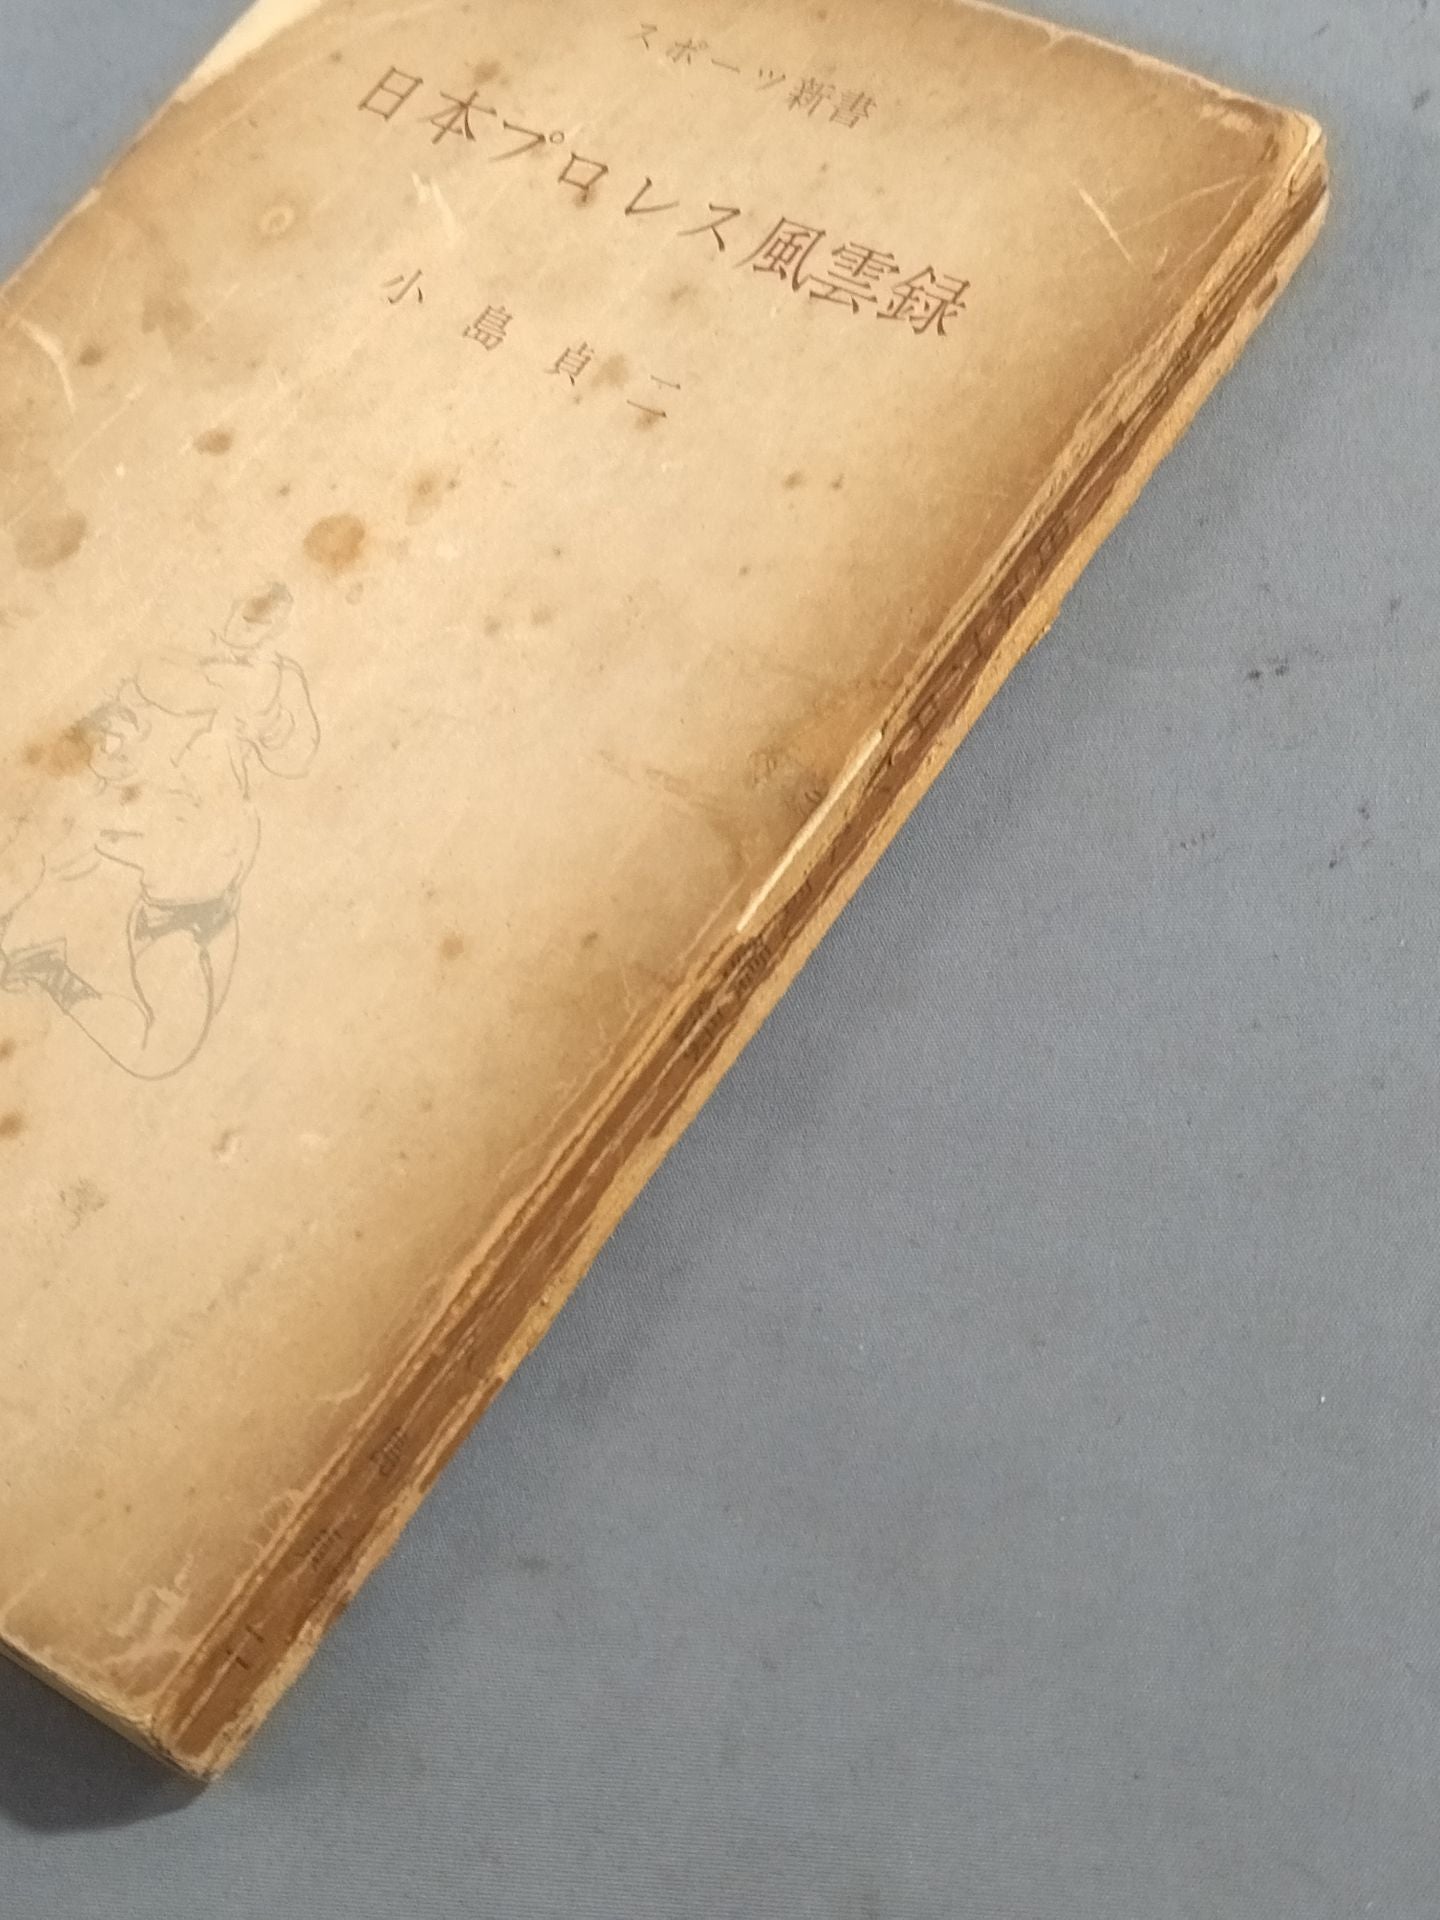 スポーツ新書
日本プロレス風雲録
小島貞二